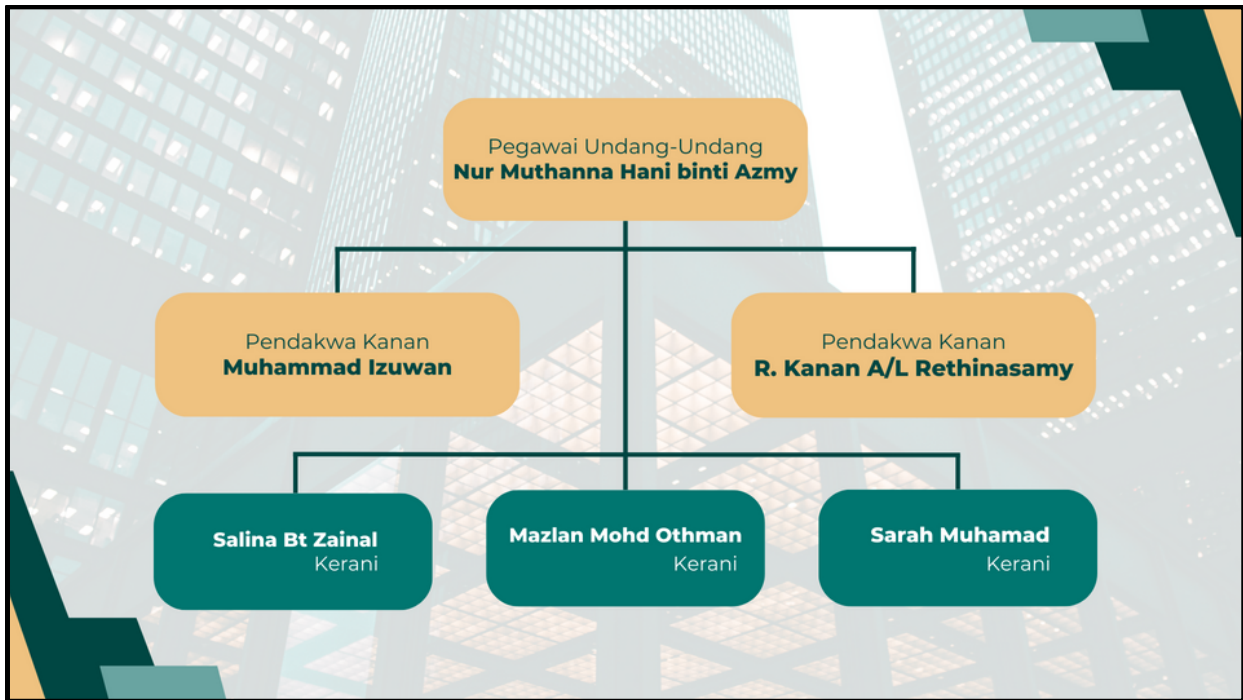 Pegawai Undang-Undang
Nur Muthanna Hani binti Azmy
Pendakwa Kanan
Muhammad Izuwan
Pendakwa Kanan
R. Kanan A/L Rethinasamy
Salina Bt Zainal
Kerani
Mazlan Mohd Othman
Kerani
Sarah Muhamad
Kerani